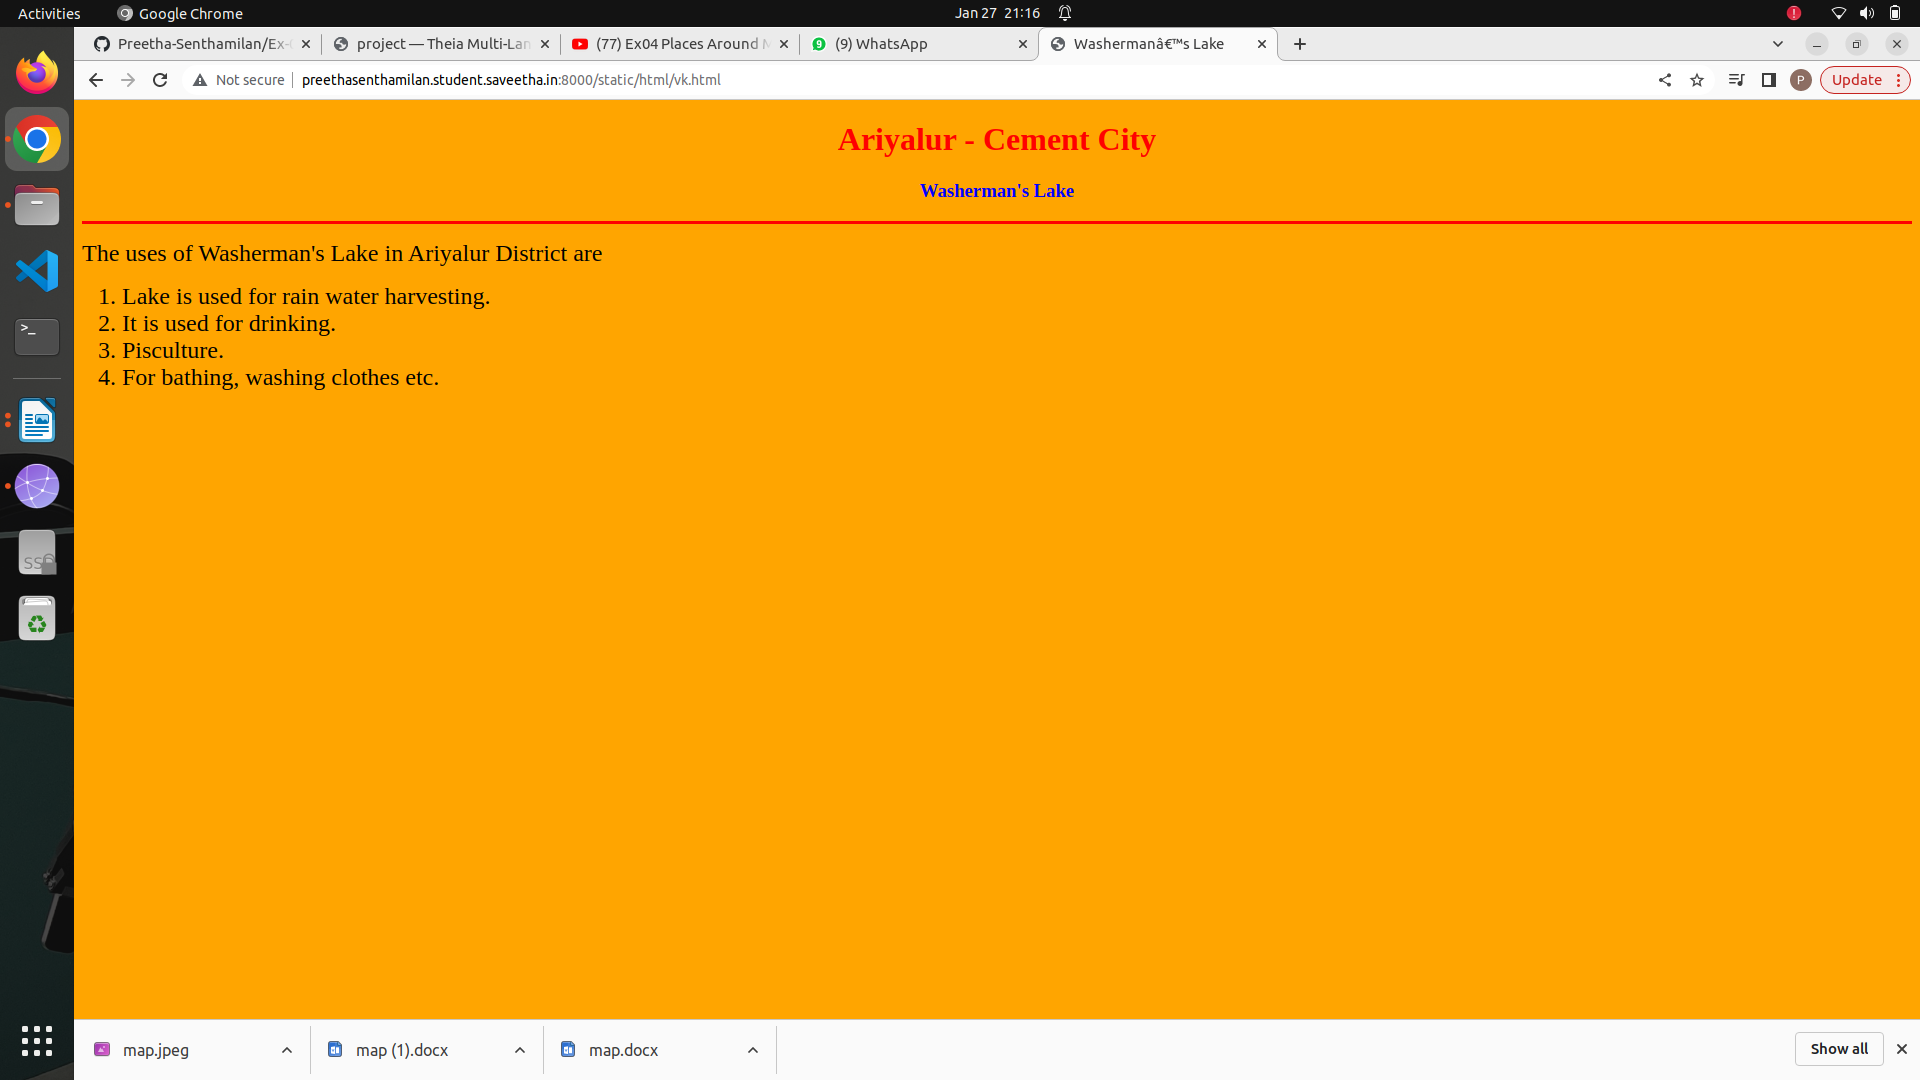 Activities Google Chrome Jan 27 21:16
Preetha-Senthamilan/Ex- project — Theia Multi-Lan (77) Ex04 Places Around M (9) WhatsApp Washermanâ€™s Lake
Not secure preethasenthamilan.student.saveetha.in:8000/static/html/vk.html P Update
Ariyalur - Cement City
Washerman's Lake
The uses of Washerman's Lake in Ariyalur District are
1. Lake is used for rain water harvesting.
2. It is used for drinking.
3. Pisculture.
4. For bathing, washing clothes etc.
map.jpeg map (1).docx map.docx Show all